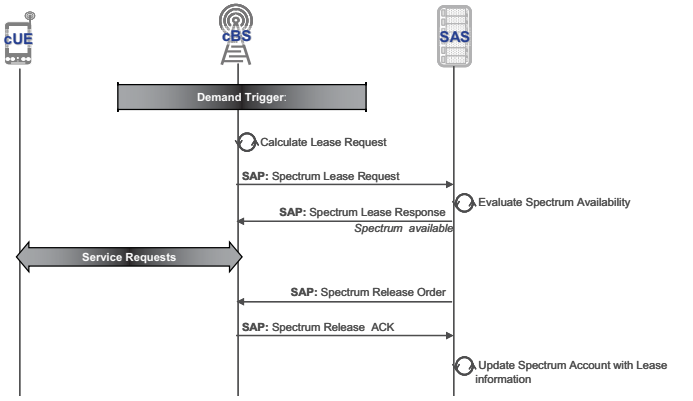 cUE
cBS
SAS
Demand Trigger:
Calculate Lease Request
SAP: Spectrum Lease Request
Evaluate Spectrum Availability
SAP: Spectrum Lease Response
Spectrum available
Service Requests
SAP: Spectrum Release Order
SAP: Spectrum Release ACK
Update Spectrum Account with Lease
information